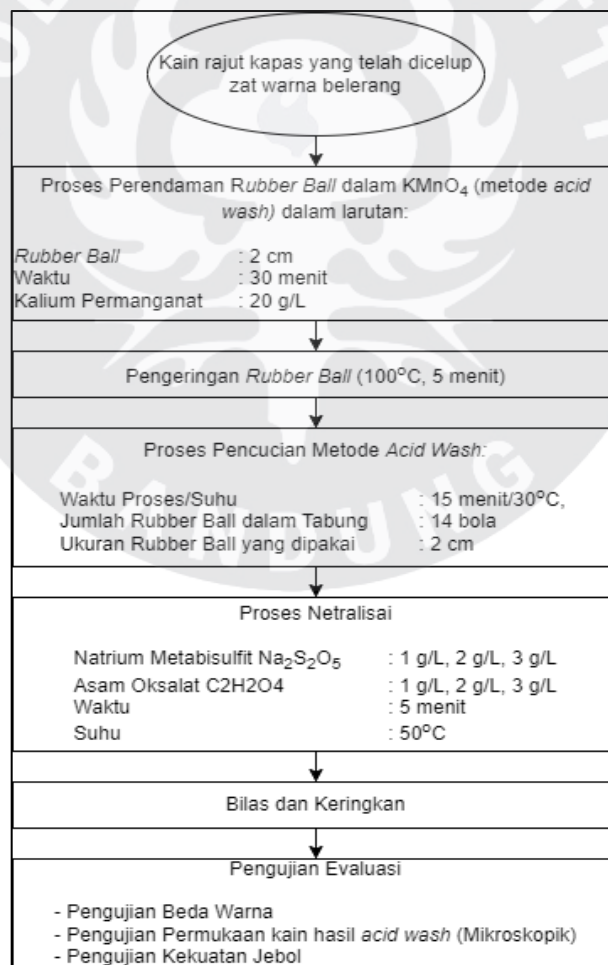 Kain rajut kapas yang telah dicelup
zat warna belerang
Proses Perendaman Rubber Ball dalam KMnO₄ (metode acid
wash) dalam larutan:
Rubber Ball : 2 cm
Waktu : 30 menit
Kalium Permanganat : 20 g/L
Pengeringan Rubber Ball (100°C, 5 menit)
Proses Pencucian Metode Acid Wash:
Waktu Proses/Suhu : 15 menit/30°C,
Jumlah Rubber Ball dalam Tabung : 14 bola
Ukuran Rubber Ball yang dipakai : 2 cm
BANDUNG
Proses Netralisai
Natrium Metabisulfit Na₂S₂O₅ : 1 g/L, 2 g/L, 3 g/L
Asam Oksalat C2H2O4 : 1 g/L, 2 g/L, 3 g/L
Waktu : 5 menit
Suhu : 50°C
Bilas dan Keringkan
Pengujian Evaluasi
- Pengujian Beda Warna
- Pengujian Permukaan kain hasil acid wash (Mikroskopik)
- Pengujian Kekuatan Jebol